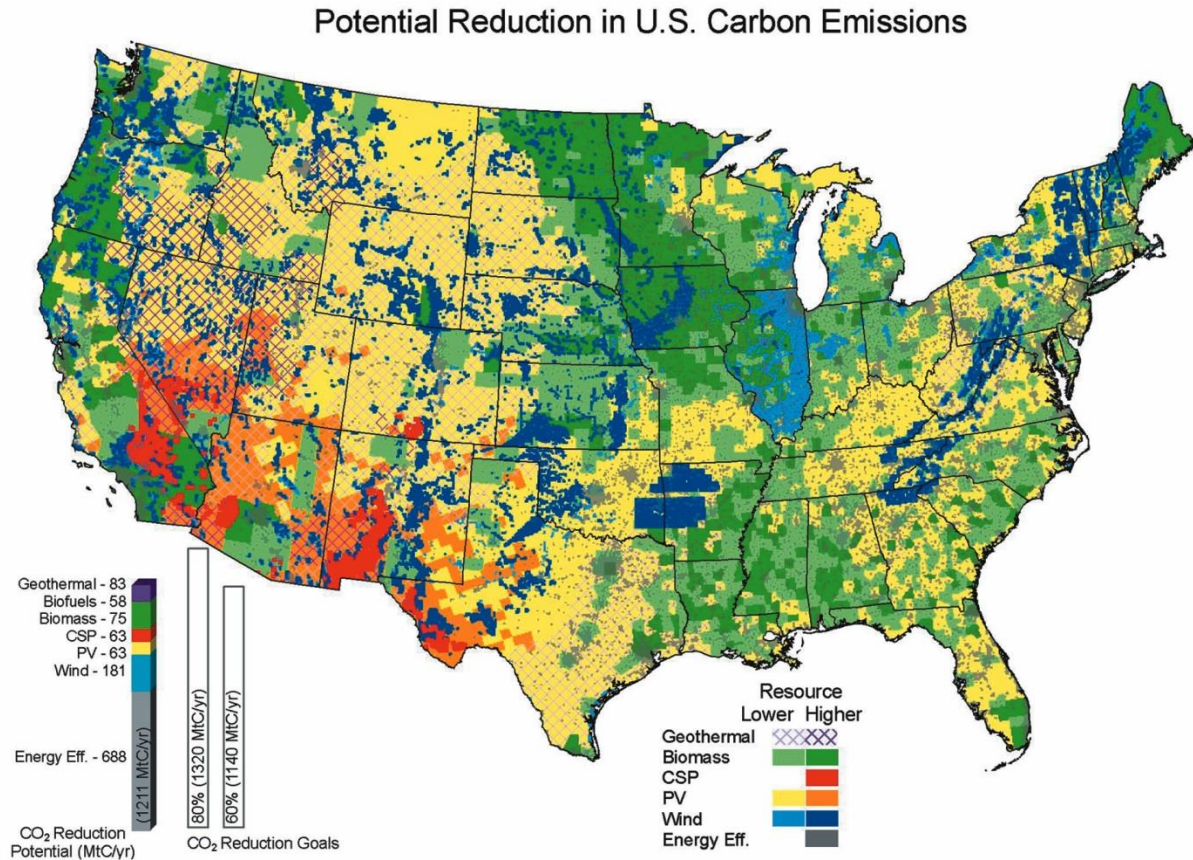 Potential Reduction in U.S. Carbon Emissions
Geothermal - 83
Biofuels - 58
Biomass - 75
CSP - 63
PV - 63
Wind - 181
Energy Eff. - 688
(1211 MtC/yr)
CO₂ Reduction
Potential (MtC/yr)
80% (1320 MtC/yr)
60% (1140 MtC/yr)
CO₂ Reduction Goals
Resource
Lower Higher
Geothermal
Biomass
CSP
PV
Wind
Energy Eff.